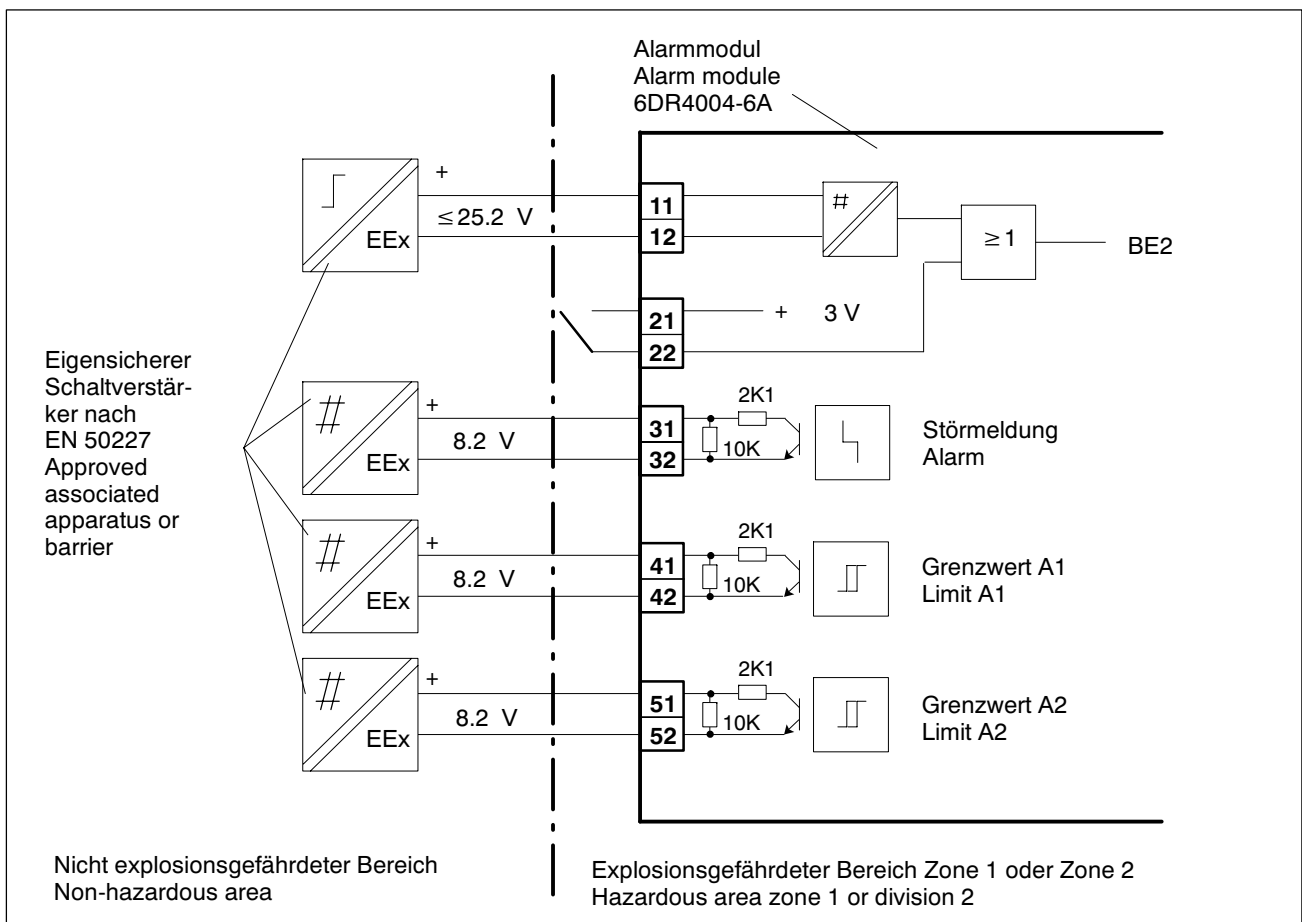 Alarmmodul
Alarm module
6DR4004-6A
+
≤ 25.2 V
EEx
11
12
#
≥ 1
BE2
21
22
+ 3 V
Eigensicherer
Schaltverstär-
ker nach
EN 50227
Approved
associated
apparatus or
barrier
#
+
8.2 V
EEx
31
32
2K1
10K
Störmeldung
Alarm
#
+
8.2 V
EEx
41
42
2K1
10K
Grenzwert A1
Limit A1
#
+
8.2 V
EEx
51
52
2K1
10K
Grenzwert A2
Limit A2
Nicht explosionsgefährdeter Bereich
Non-hazardous area
Explosionsgefährdeter Bereich Zone 1 oder Zone 2
Hazardous area zone 1 or division 2